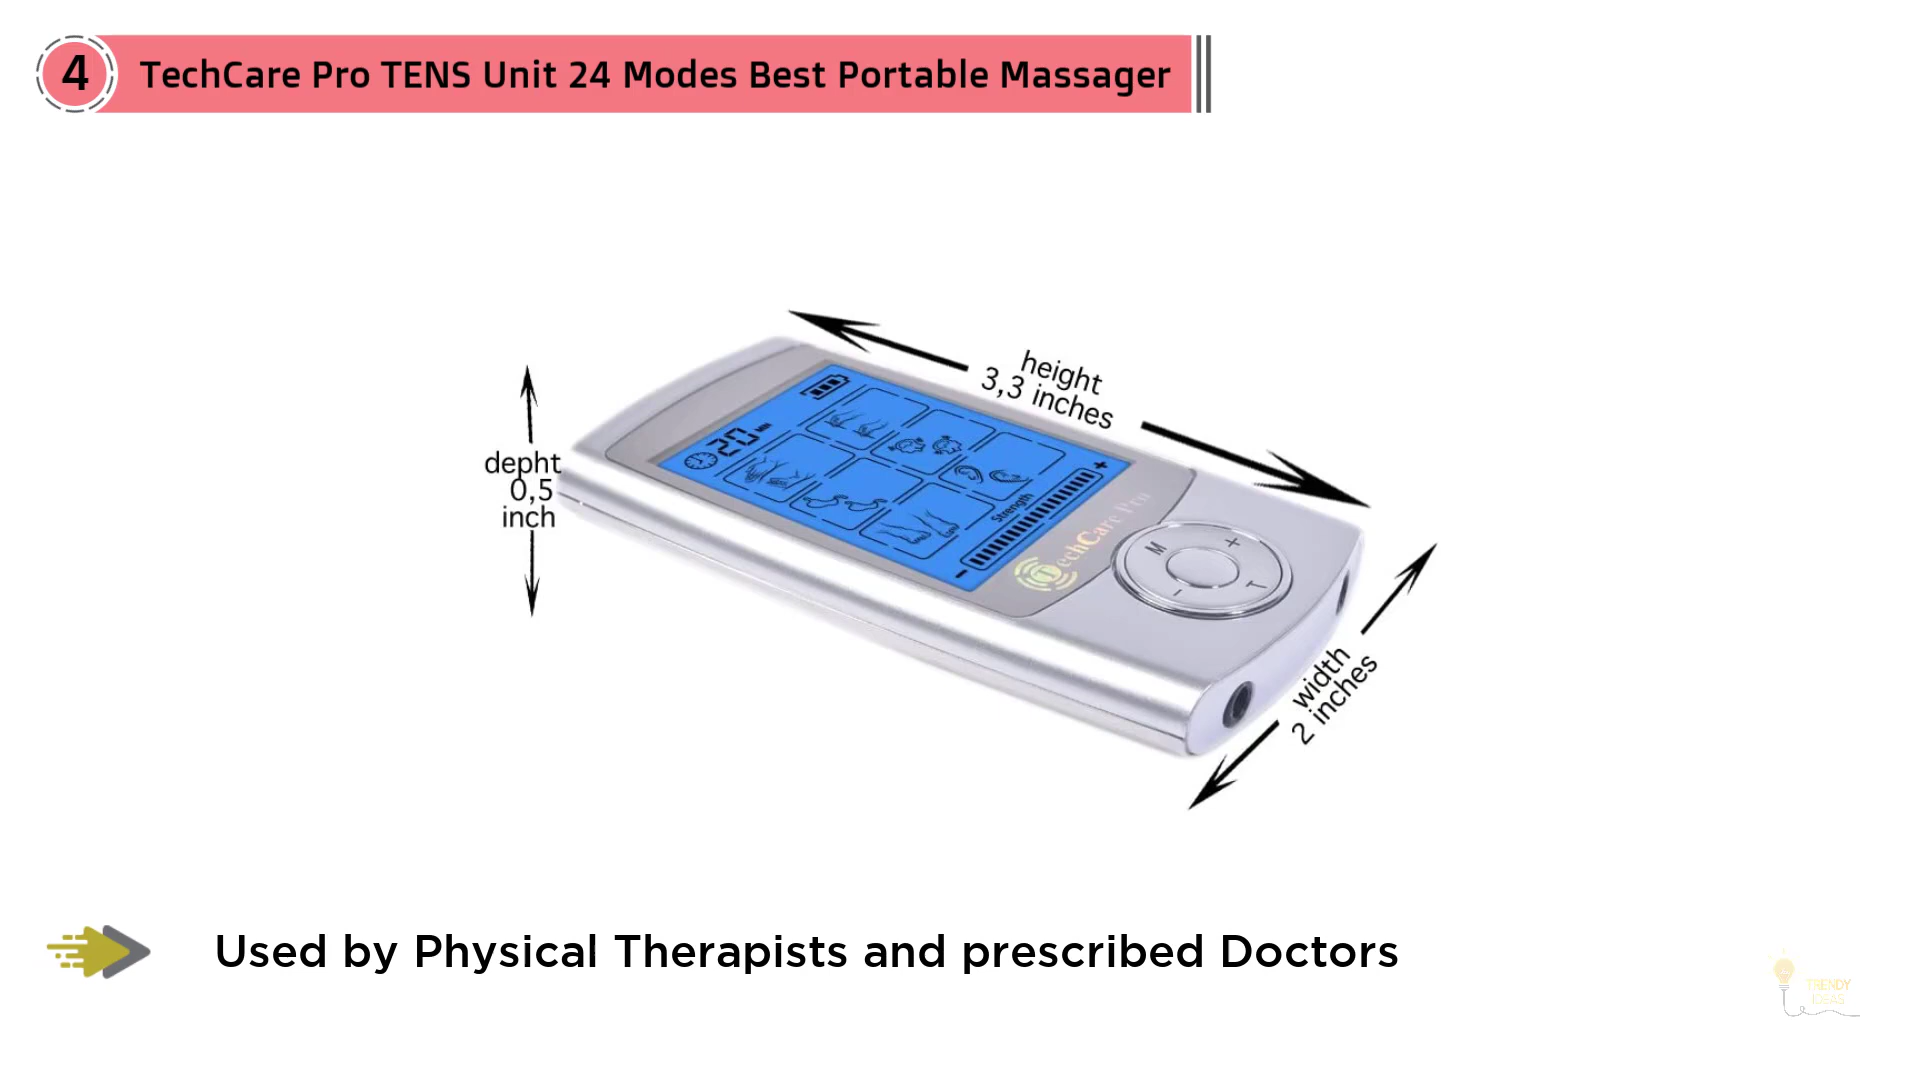 4
TechCare Pro TENS Unit 24 Modes Best Portable Massager
height
3,3 inches
depht
0,5
inch
20 MIN
+
Strength
-
TechCare Pro
M
+
-
T
width
2 inches
Used by Physical Therapists and prescribed Doctors
TRENDY
IDEAS